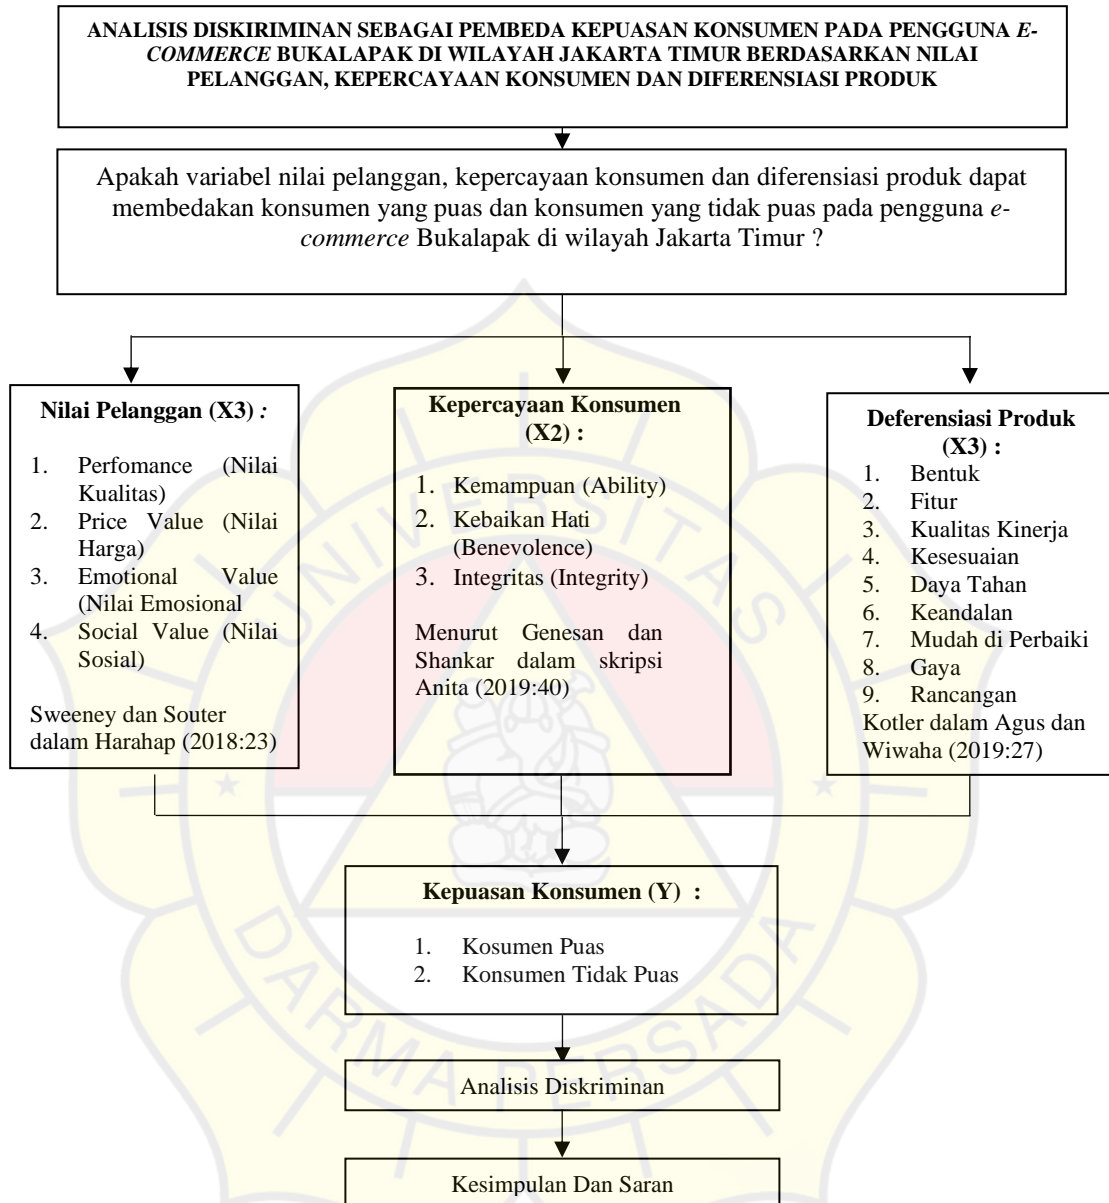 ANALISIS DISKIRIMINAN SEBAGAI PEMBEDA KEPUASAN KONSUMEN PADA PENGGUNA E-
COMMERCE BUKALAPAK DI WILAYAH JAKARTA TIMUR BERDASARKAN NILAI
PELANGGAN, KEPERCAYAAN KONSUMEN DAN DIFERENSIASI PRODUK
Apakah variabel nilai pelanggan, kepercayaan konsumen dan diferensiasi produk dapat
membedakan konsumen yang puas dan konsumen yang tidak puas pada pengguna e-
commerce Bukalapak di wilayah Jakarta Timur ?
Nilai Pelanggan (X3) :
1. Perfomance (Nilai
Kualitas)
2. Price Value (Nilai
Harga)
3. Emotional Value
(Nilai Emosional
4. Social Value (Nilai
Sosial)
Sweeney dan Souter
dalam Harahap (2018:23)
Kepercayaan Konsumen
(X2) :
1. Kemampuan (Ability)
2. Kebaikan Hati
(Benevolence)
3. Integritas (Integrity)
Menurut Genesan dan
Shankar dalam skripsi
Anita (2019:40)
Deferensiasi Produk
(X3) :
1. Bentuk
2. Fitur
3. Kualitas Kinerja
4. Kesesuaian
5. Daya Tahan
6. Keandalan
7. Mudah di Perbaiki
8. Gaya
9. Rancangan
Kotler dalam Agus dan
Wiwaha (2019:27)
Kepuasan Konsumen (Y) :
1. Kosumen Puas
2. Konsumen Tidak Puas
Analisis Diskriminan
Kesimpulan Dan Saran
UNIVERSITAS
DARMA PERSADA